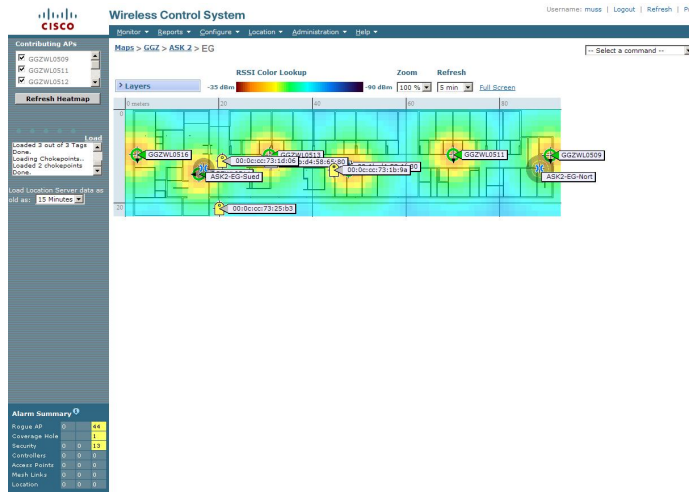 CISCO
Wireless Control System
Username: muss | Logout | Refresh |
Monitor Reports Configure Location Administration Help
Contributing APs
GGZWL0509
GGZWL0511
GGZWL0512
Refresh Heatmap
Load
Loaded 3 out of 3 Tags
Done.
Loading Chokepoints..
Loaded 2 chokepoints
Done.
Load Location Server data as
old as: 15 Minutes
Maps > GGZ > ASK 2 > EG
-- Select a command --
RSSI Color Lookup Zoom Refresh
> Layers
-35 dBm -90 dBm 100 % 5 min Full Screen
0 meters 20 40 60 80
0
GGZWL0516 GGZWL0513 GGZWL0511 GGZWL0509
00:0c:cc:73:1d:06
00:0c:cc:73:1b:9a
ASK2-EG-Sued ASK2-EG-Nort
20
00:0c:cc:73:25:b3
Alarm Summary
Rogue AP 0 44
Coverage Hole 1
Security 0 0 13
Controllers 0 0 0
Access Points 0 0 0
Mesh Links 0 0 0
Location 0 0 0